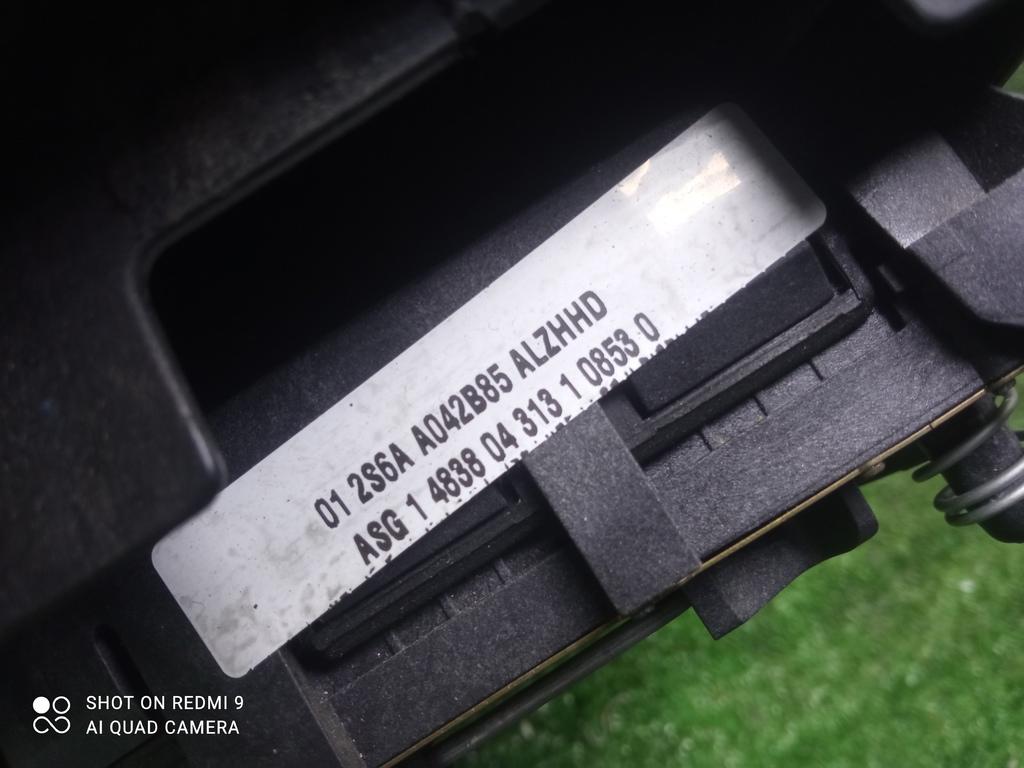 01 2S6A A042B85 ALZHHD
ASG 1 4838 04 313 1 0853 0
SHOT ON REDMI 9
AI QUAD CAMERA